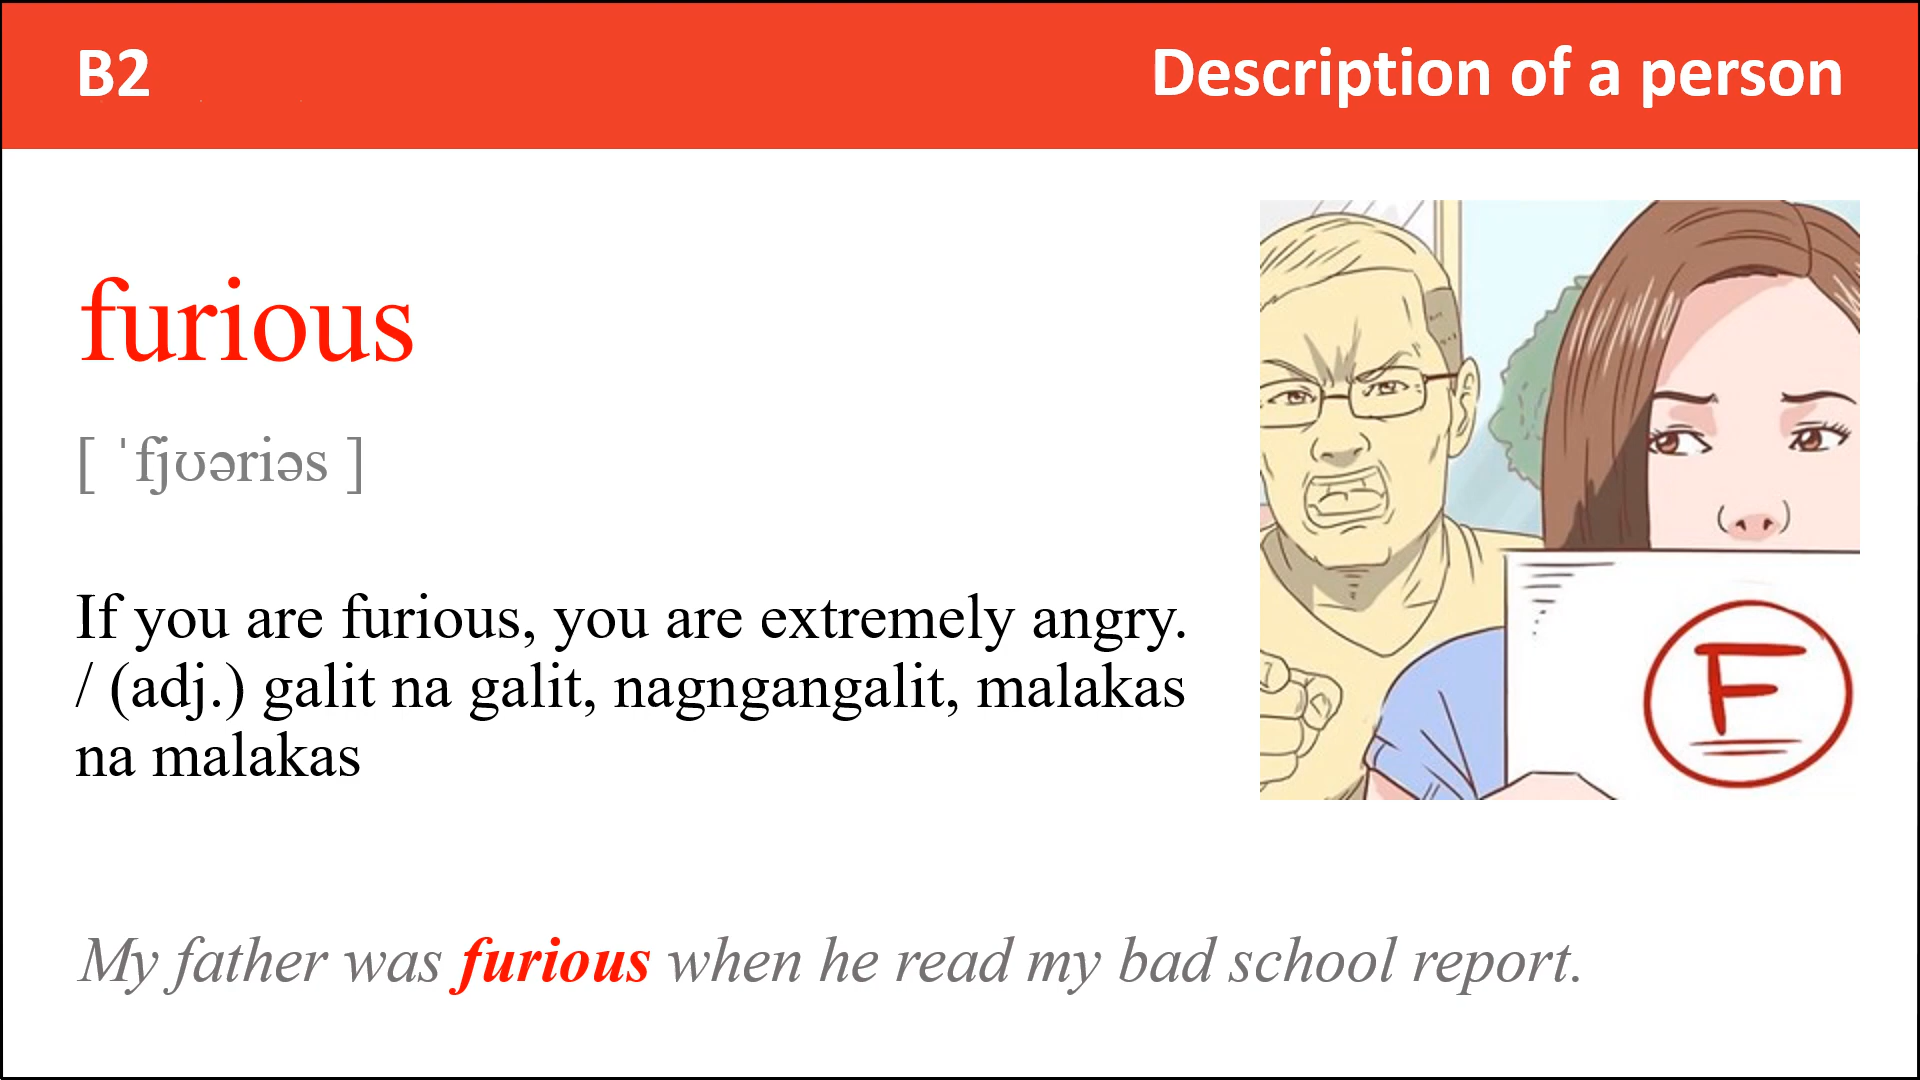 B2
Description of a person
furious
[ ˈfjʊəriəs ]
If you are furious, you are extremely angry.
/ (adj.) galit na galit, nagngangalit, malakas
na malakas
F
My father was furious when he read my bad school report.